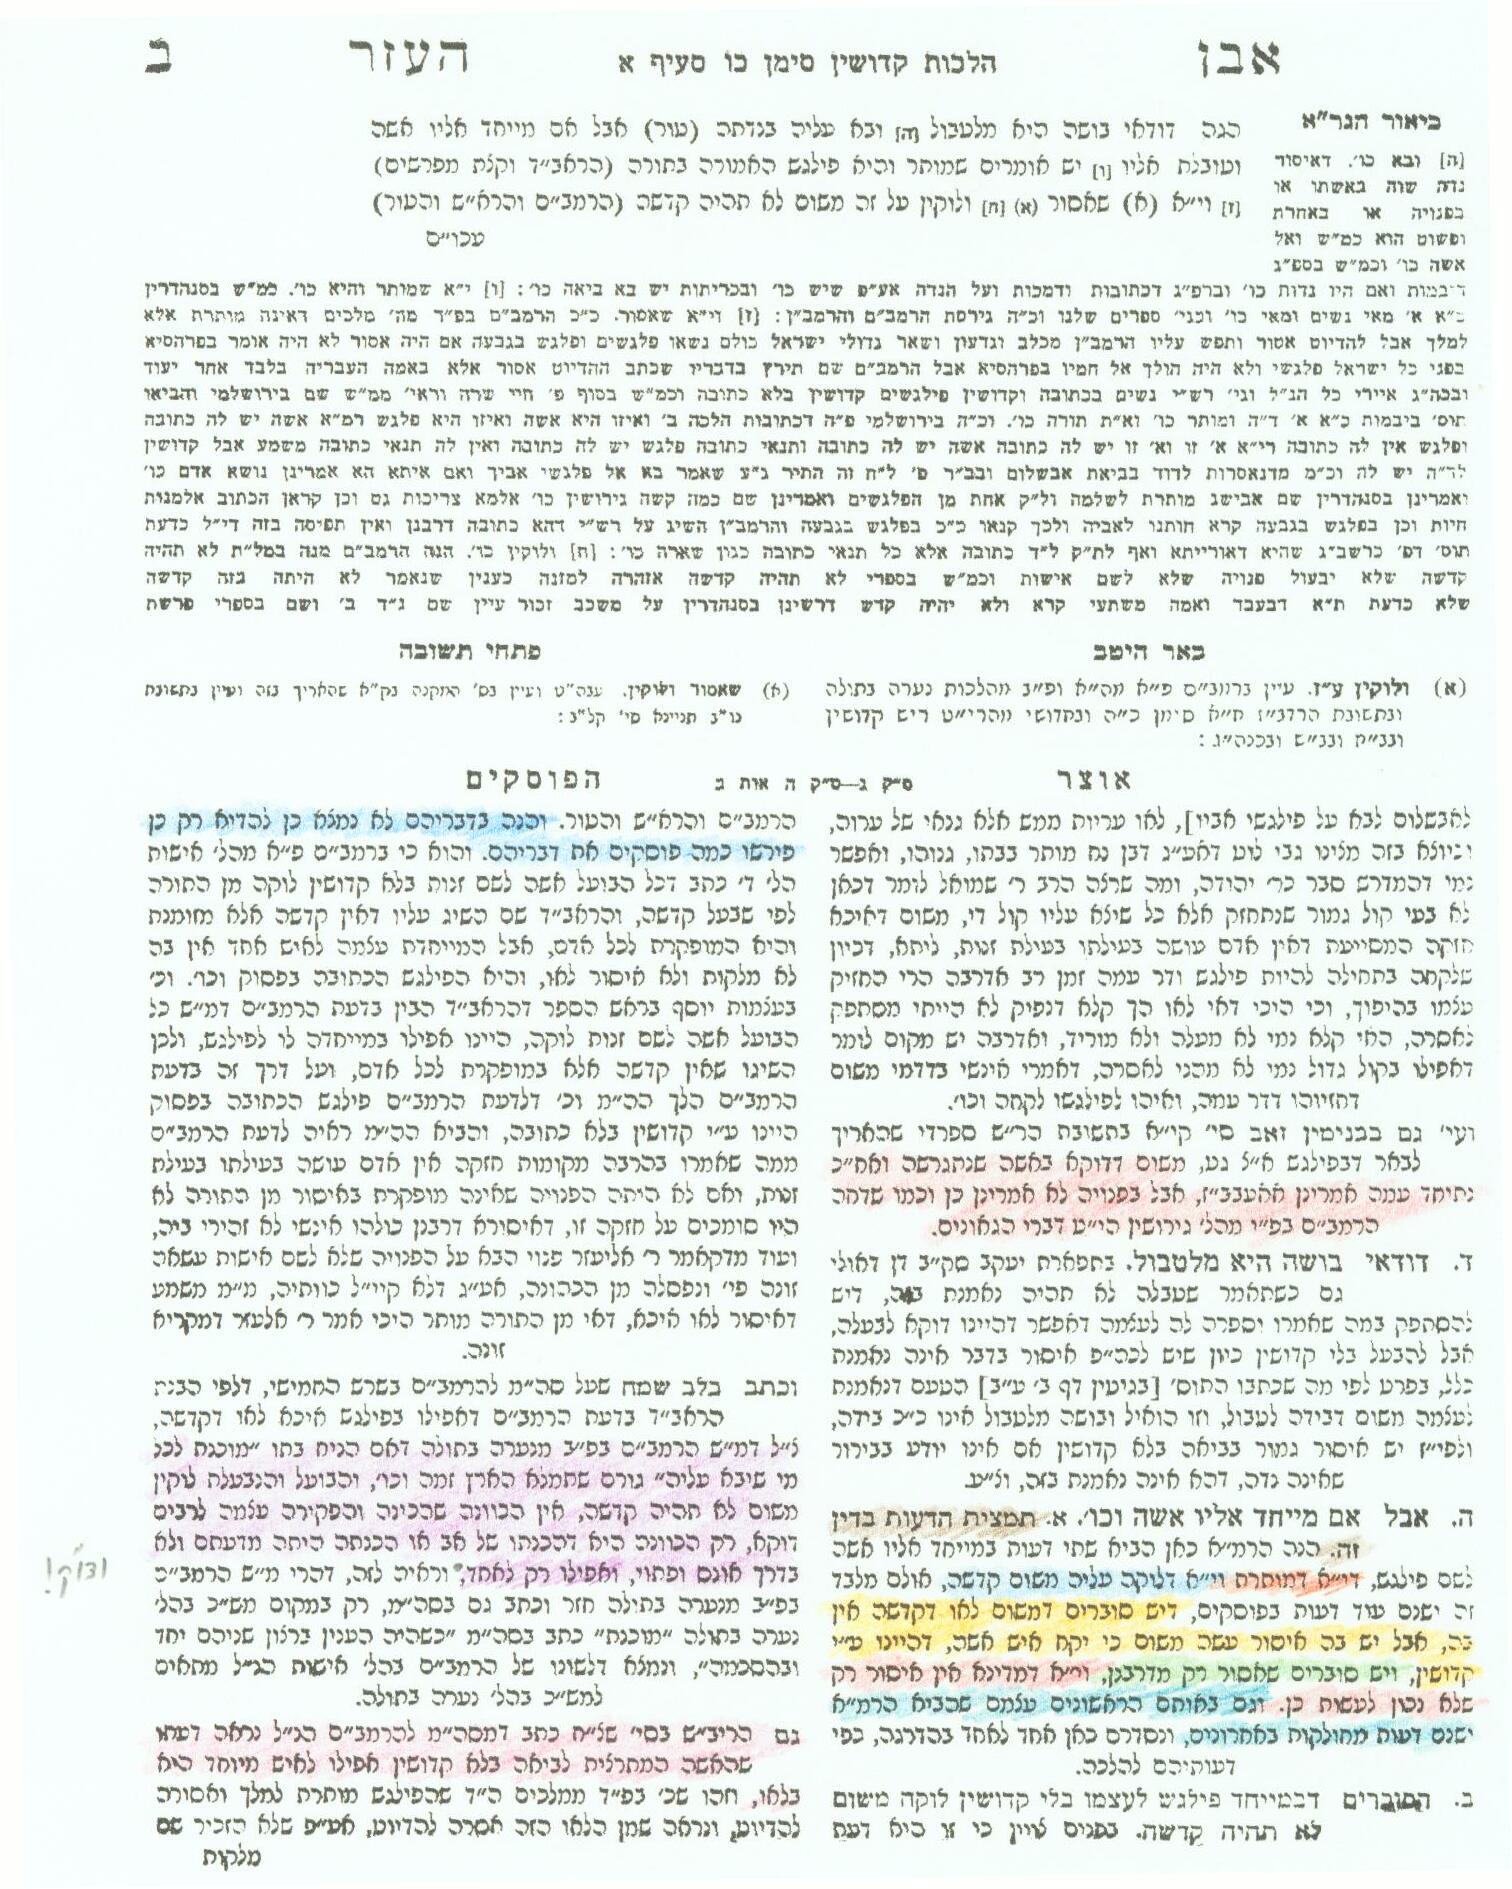 אבן
הלכות קדושין סימן כו סעיף א
העזר
ב
הגה דודאי בושה היא מלטבול [ה] ובא עליה בנדתה (טור) אבל אם מייחד אליו אשה
וטובלת אליו [ו] יש אומרים שמותר והיא פילגש האמורה בתורה (הראב״ד וקצת מפרשים)
[ז] וי״א (א) שאסור (א) [ח] ולוקין על זה משום לא תהיה קדשה (הרמב״ם והרא״ש והטור)
עכו״ם
ביאור הגר״א
[ה] ובא כו׳. דאיסור
נדה שוה באשתו או
בפנויה או באחרת
ופשוט הוא כמ״ש ואל
אשה כו׳ וכמ״ש בספ״ג
דיבמות ואם היו נדות כו׳ וברפ״ג דכתובות ודמכות ועל הנדה אע״פ שיש כו׳ ובכריתות יש בא ביאה כו׳: [ו] י״א שמותר והיא כו׳. כמ״ש בסנהדרין
כ״א א׳ מאי נשים ומאי כו׳ וכגי׳ ספרים שלנו וכ״ה גירסת הרמב״ם והרמב״ן: [ז] וי״א שאסור. כ״כ הרמב״ם בפ״ד מה׳ מלכים דאינה מותרת אלא
למלך אבל להדיוט אסור ותפש עליו הרמב״ן מכלב וגדעון ושאר גדולי ישראל כולם נשאו פלגשים ופלגש בגבעה אם היה אסור לא היה אומר בפרהסיא
בפני כל ישראל פלגשי ולא היה הולך אל חמיו בפרהסיא אבל הרמב״ם שם תירץ בדבריו שכתב ההדיוט אסור אלא באמה העבריה בלבד אחר יעוד
ובכה״ג איירי כל הנ״ל וגי׳ רש״י נשים בכתובה וקדושין פילגשים קדושין בלא כתובה וכמ״ש בסוף פ׳ חיי שרה וראי׳ ממ״ש שם בירושלמי והביאו
תוס׳ ביבמות כ״א א׳ ד״ה ומותר כו׳ וא״ת תורה כו׳. וכ״ה בירושלמי פ״ה דכתובות הלכה ב׳ ואיזו היא אשה ואיזו היא פלגש רמ״א אשה יש לה כתובה
ופלגש אין לה כתובה רי״א א׳ זו וא׳ זו יש לה כתובה אשה יש לה כתובה ותנאי כתובה פלגש יש לה כתובה ואין לה תנאי כתובה משמע אבל קדושין
לד״ה יש לה וכ״מ מדנאסרות לדוד בביאת אבשלום ובב״ר פ׳ ל״ח זה התיר ג״ע שאמר בא אל פלגשי אביך ואם איתא הא אמרינן נושא אדם כו׳
ואמרינן בסנהדרין שם אבישג מותרת לשלמה ול״ק אחת מן הפלגשים ואמרינן שם כמה קשה גירושין כו׳ אלמא צריכות גט וכן קראן הכתוב אלמנות
חיות וכן בפלגש בגבעה קרא חותנו לאביה ולכך קנאו כ״כ בפלגש בגבעה והרמב״ן השיג על רש״י דהא כתובה דרבנן ואין תפיסה בזה די״ל כדעת
תוס׳ דפ׳ כרשב״ג שהיא דאורייתא ואף לת״ק ל״ד כתובה אלא כל תנאי כתובה כגון שארה כו׳: [ח] ולוקין כו׳. הנה הרמב״ם מנה במל״ת לא תהיה
קדשה שלא יבעול פנויה שלא לשם אישות וכמ״ש בספרי לא תהיה קדשה אזהרה למזנה כענין שנאמר לא היתה בזה קדשה
שלא כדעת ת״א דבעבד ואמה משתעי קרא ולא יהיה קדש דרשינן בסנהדרין על משכב זכור עיין שם נ״ד ב׳ ושם בספרי פרשת
באר היטב
(א) ולוקין ע״ז. עיין ברמב״ם פ״א מה״א ופ״ב מהלכות נערה בתולה
ובתשובת הרדב״ז ח״א סימן כ״ה ובחדושי מהרי״ט ריש קדושין
ובב״ח ובב״ש ובכנה״ג:
פתחי תשובה
(א) שאסור ולוקין. עבה״ט ועיין בס׳ המקנה בק״א שהאריך בזה ועיין בתשובת
נו״ב תניינא סי׳ קל״ב:
אוצר
ס״ק ג—ס״ק ה אות ב
הפוסקים
לאבשלום לבא על פילגשי אביו], לאו עריות ממש אלא גנאי של ערוה,
וכיוצא בזה מצינו גבי לוט דאע״ג דבן נח מותר בבתו, גנוהו, ואפשר
נמי דהמדרש סבר כר׳ יהודה, ומה שרצה הרב ר׳ שמואל לומר דכאן
לא בעי קול גמור שנתחזק אלא כל שיצא עליו קול די, משום דאיכא
חזקה המסייעת דאין אדם עושה בעילתו בעילת זנות, ליתא, דכיון
שלקחה בתחילה להיות פילגש ודר עמה זמן רב אדרבה הרי החזיק
עצמו בהיפוך, וכי היכי דאי לאו הך קלא דנפיק לא הייתי מסתפק
לאסרה, האי קלא נמי לא מעלה ולא מוריד, ואדרבה יש מקום לומר
דאפילו בקול גדול נמי לא מהני לאסרה, דאמרי אינשי בדדמי משום
דחזיוהו דדר עמה, ואיהו לפילגשו לקחה וכו׳.
ועי׳ גם בבנימין זאב סי׳ קי״א בתשובת הר״ש ספרדי שהאריך
לבאר דבפילגש א״צ גט, משום דדוקא באשה שנתגרשה ואח״כ
נתיחד עמה אמרינן אאעבב״ז, אבל בפנויה לא אמרינן כן וכמו שדחה
הרמב״ם בפ״י מהל׳ גירושין הי״ט דברי הגאונים.
ד. דודאי בושה היא מלטבול. בתפארת יעקב סק״ב דן דאולי
גם כשתאמר שטבלה לא תהיה נאמנת בזה, דיש
להסתפק במה שאמרו וספרה לה לעצמה דאפשר דהיינו דוקא לבעלה,
אבל להבעל בלי קדושין כיון שיש לכה״פ איסור בדבר אינה נאמנת
כלל, בפרט לפי מה שכתבו התוס׳ [בגיטין דף ב׳ ע״ב] הטעם דנאמנת
לעצמה משום דבידה לטבול, וזו הואיל ובושה מלטבול אינו כ״כ בידה,
ולפי״ז יש איסור גמור בביאה בלא קדושין אם אינו יודע בבירור
שאינה נדה, דהא אינה נאמנת בזה, וצ״ע.
ה. אבל אם מייחד אליו אשה וכו׳. א. תמצית הדעות בדין
זה. הנה הרמ״א כאן הביא שתי דעות במייחד אליו אשה
לשם פילגש, די״א דמותרת וי״א דלוקה עליה משום קדשה, אולם מלבד
זה ישנם עוד דעות בפוסקים, דיש סוברים דמשום לאו דקדשה אין
בה, אבל יש בה איסור עשה משום כי יקח איש אשה, דהיינו ע״י
קדושין, ויש סוברים שאסור רק מדרבנן, וי״א דמדינא אין איסור רק
שלא נכון לעשות כן. וגם באותם הראשונים עצמם שהביא הרמ״א
ישנם דעות מחולקות באחרונים, ונסדרם כאן אחד לאחד בהדרגה, כפי
דעותיהם להלכה.
ב. הסוברים דבמייחד פילגש לעצמו בלי קדושין לוקה משום
לא תהיה קדשה. בפנים צויין כי זו היא דעת
הרמב״ם והרא״ש והטור. והנה בדבריהם לא נמצא כן להדיא רק כן
פירשו כמה פוסקים את דבריהם. והוא כי ברמב״ם פ״א מהל׳ אישות
הל׳ ד׳ כתב דכל הבועל אשה לשם זנות בלא קדושין לוקה מן התורה
לפי שבעל קדשה, והראב״ד שם השיג עליו דאין קדשה אלא מזומנת
והיא המופקרת לכל אדם, אבל המייחדת עצמה לאיש אחד אין בה
לא מלקות ולא איסור לאו, והיא הפילגש הכתובה בפסוק וכו׳. וכ׳
בעצמות יוסף בראש הספר דהראב״ד הבין בדעת הרמב״ם דמ״ש כל
הבועל אשה לשם זנות לוקה, היינו אפילו במייחדה לו לפילגש, ולכן
השיגו שאין קדשה אלא במופקרת לכל אדם, ועל דרך זה בדעת
הרמב״ם הלך הה״מ וכ׳ דלדעת הרמב״ם פילגש הכתובה בפסוק
היינו ע״י קדושין בלא כתובה, והביא הה״מ ראיה לדעת הרמב״ם
ממה שאמרו בהרבה מקומות חזקה אין אדם עושה בעילתו בעילת
זנות, ואם לא היתה הפנויה שאינה מופקרת באיסור מן התורה לא
היו סומכים על חזקה זו, דאיסורא דרבנן כולהו אינשי לא זהירי ביה,
ועוד מדקאמר ר׳ אליעזר פנוי הבא על הפנויה שלא לשם אישות עשאה
זונה פי׳ ונפסלה מן הכהונה, אע״ג דלא קיי״ל כוותיה, מ״מ משמע
דאיסור לאו איכא, דאי מן התורה מותר היכי אמר ר׳ אלעזר דמקריא
זונה.
וכתב בלב שמח שעל סה״מ להרמב״ם בשרש החמישי, דלפי הבנת
הראב״ד בדעת הרמב״ם דאפילו בפילגש איכא לאו דקדשה,
צ״ל דמ״ש הרמב״ם בפ״ב מנערה בתולה דאם הניח בתו ״מוכנת לכל
מי שיבא עליה״ גורם שתמלא הארץ זמה וכו׳, והבועל והנבעלת לוקין
משום לא תהיה קדשה, אין הכוונה שהכינה והפקירה עצמה לרבים
דוקא, רק הכוונה היא דהכנתו של אב או הכנתה היתה מדעתם ולא
בדרך אונס ופתוי, ואפילו רק לאחד, וראיה לזה, דהרי מ״ש הרמב״ם
בפ״ב מנערה בתולה חזר וכתב גם בסה״מ, רק במקום מש״כ בהל׳
נערה בתולה ״מוכנת״ כתב בסה״מ ״כשהיה הענין ברצון שניהם יחד
ובהסכמה״, ונמצא דלשונו של הרמב״ם בהל׳ אישות הנ״ל מתאים
למש״כ בהל׳ נערה בתולה.
גם הריב״ש בסי׳ שצ״ח כתב דמסה״מ להרמב״ם הנ״ל נראה דעתו
שהאשה המתרצית לביאה בלא קדושין אפילו לאיש מיוחד היא
בלאו, וזהו שכ׳ בפ״ד ממלכים ה״ד שהפילגש מותרת למלך ואסורה
להדיוט, ונראה שמן הלאו הזה אסרה להדיוט, אע״פ שלא הזכיר שם
מלקות
ודו״ק!